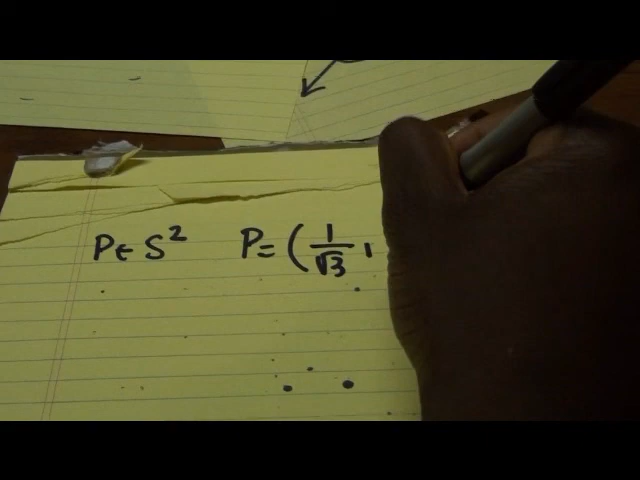 P∈ S² P= (1/√3,